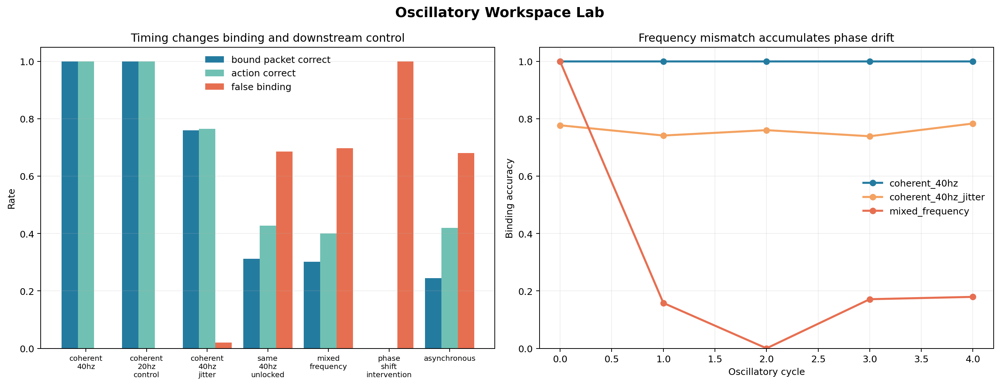 Oscillatory Workspace Lab
Timing changes binding and downstream control
Rate
1.0
0.8
0.6
0.4
0.2
0.0
bound packet correct
action correct
false binding
coherent
40hz
coherent
20hz
control
coherent
40hz
jitter
same
40hz
unlocked
mixed
frequency
phase
shift
intervention
asynchronous
Frequency mismatch accumulates phase drift
Binding accuracy
1.0
0.8
0.6
0.4
0.2
0.0
coherent_40hz
coherent_40hz_jitter
mixed_frequency
0.0 0.5 1.0 1.5 2.0 2.5 3.0 3.5 4.0
Oscillatory cycle